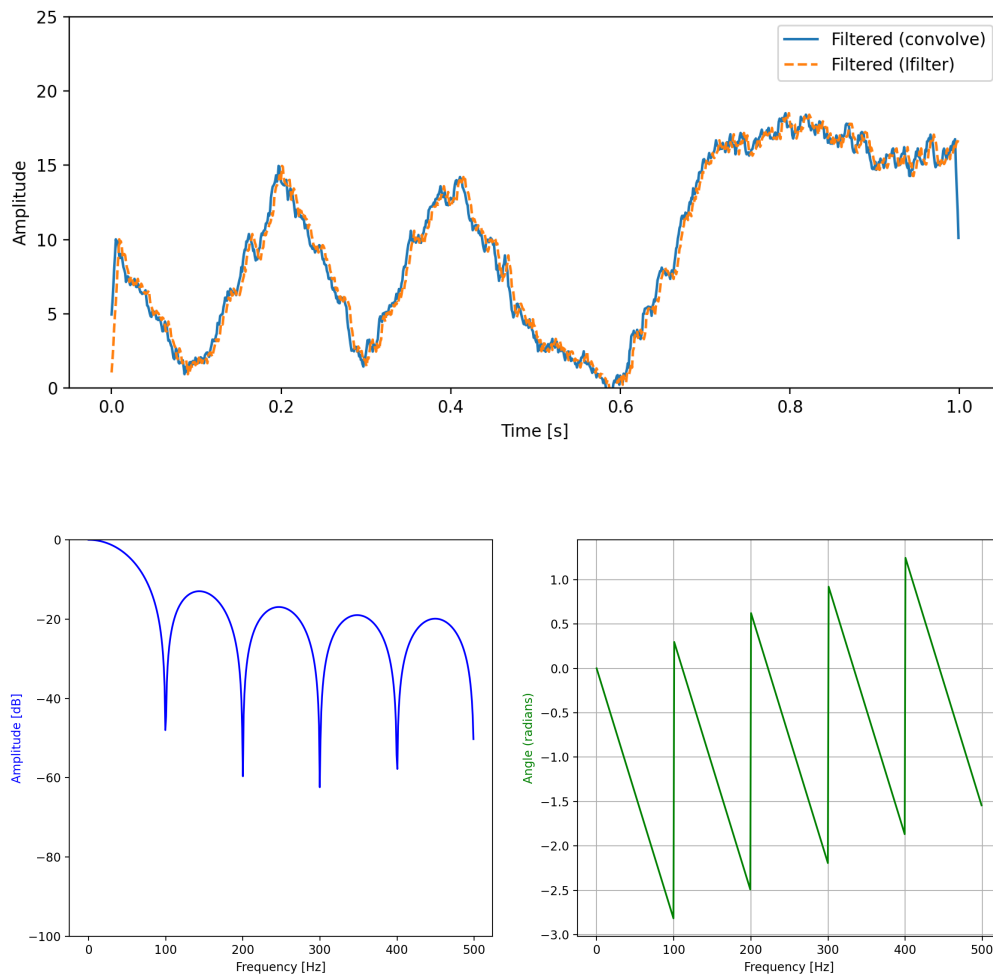 25
20
15
10
5
0
Amplitude
Filtered (convolve)
Filtered (lfilter)
0.0 0.2 0.4 0.6 0.8 1.0
Time [s]
0
−20
−40
−60
−80
−100
Amplitude [dB]
0 100 200 300 400 500
Frequency [Hz]
1.0
0.5
0.0
−0.5
−1.0
−1.5
−2.0
−2.5
−3.0
Angle (radians)
0 100 200 300 400 500
Frequency [Hz]